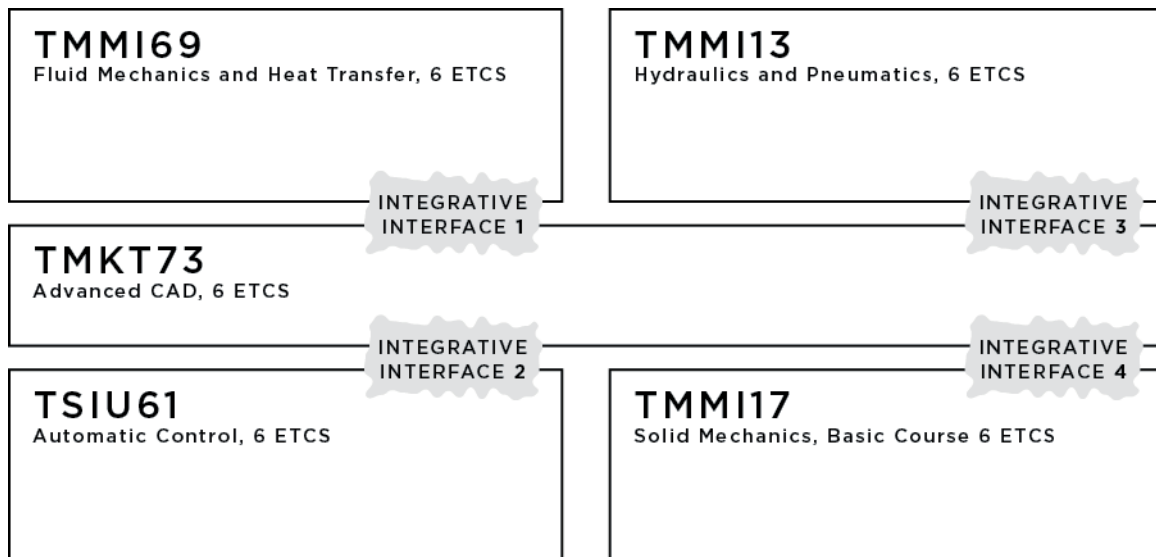 TMMI69
Fluid Mechanics and Heat Transfer, 6 ETCS
TMMI13
Hydraulics and Pneumatics, 6 ETCS
INTEGRATIVE
INTERFACE 1
INTEGRATIVE
INTERFACE 3
TMKT73
Advanced CAD, 6 ETCS
INTEGRATIVE
INTERFACE 2
INTEGRATIVE
INTERFACE 4
TSIU61
Automatic Control, 6 ETCS
TMMI17
Solid Mechanics, Basic Course 6 ETCS